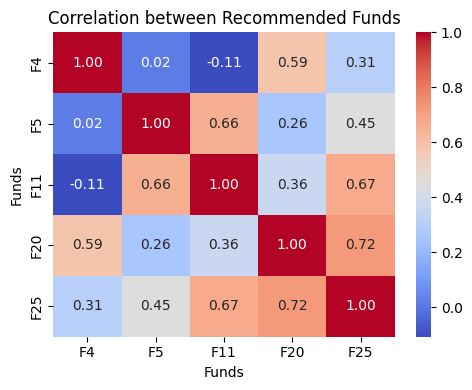 Correlation between Recommended Funds
F4 1.00 0.02 -0.11 0.59 0.31
F5 0.02 1.00 0.66 0.26 0.45
F11 -0.11 0.66 1.00 0.36 0.67
F20 0.59 0.26 0.36 1.00 0.72
F25 0.31 0.45 0.67 0.72 1.00
F4 F5 F11 F20 F25
Funds
Funds
1.0
0.8
0.6
0.4
0.2
0.0